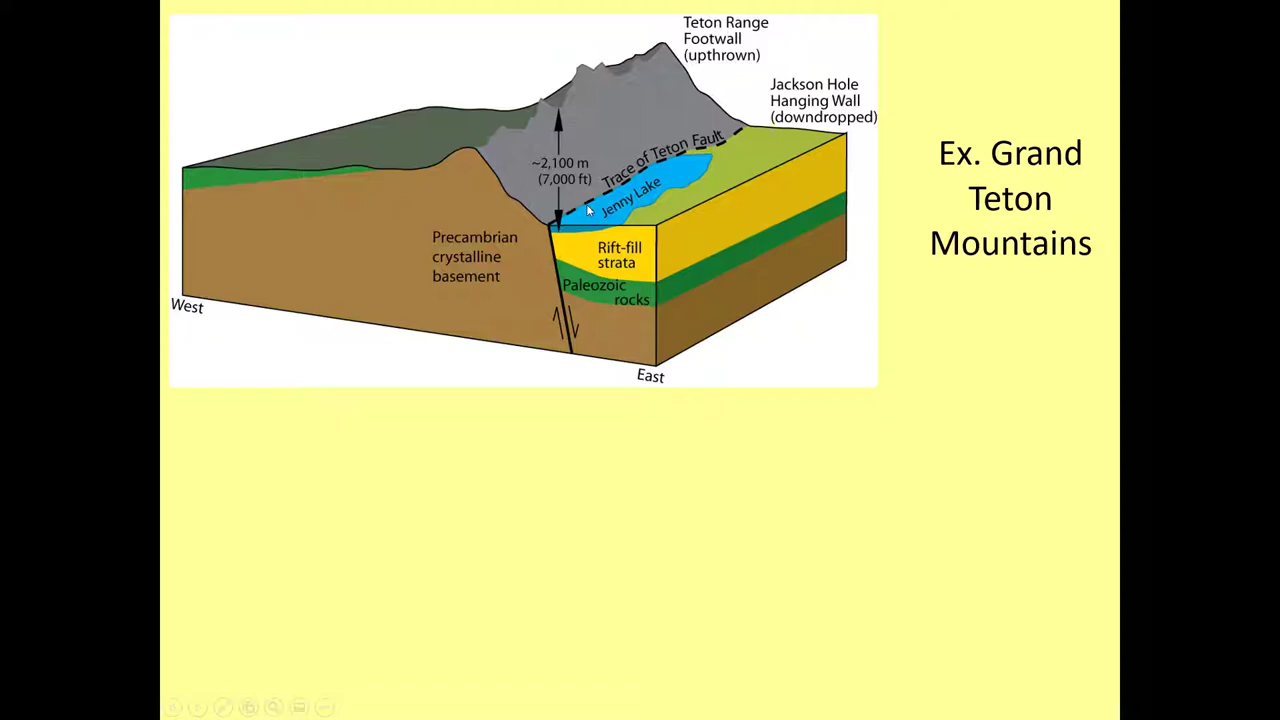 Teton Range
Footwall
(upthrown)
Jackson Hole
Hanging Wall
(downdropped)
Ex. Grand
Teton
Mountains
~2,100 m
(7,000 ft)
Trace of Teton Fault
Jenny Lake
Precambrian
crystalline
basement
Rift-fill
strata
Paleozoic
rocks
West
East